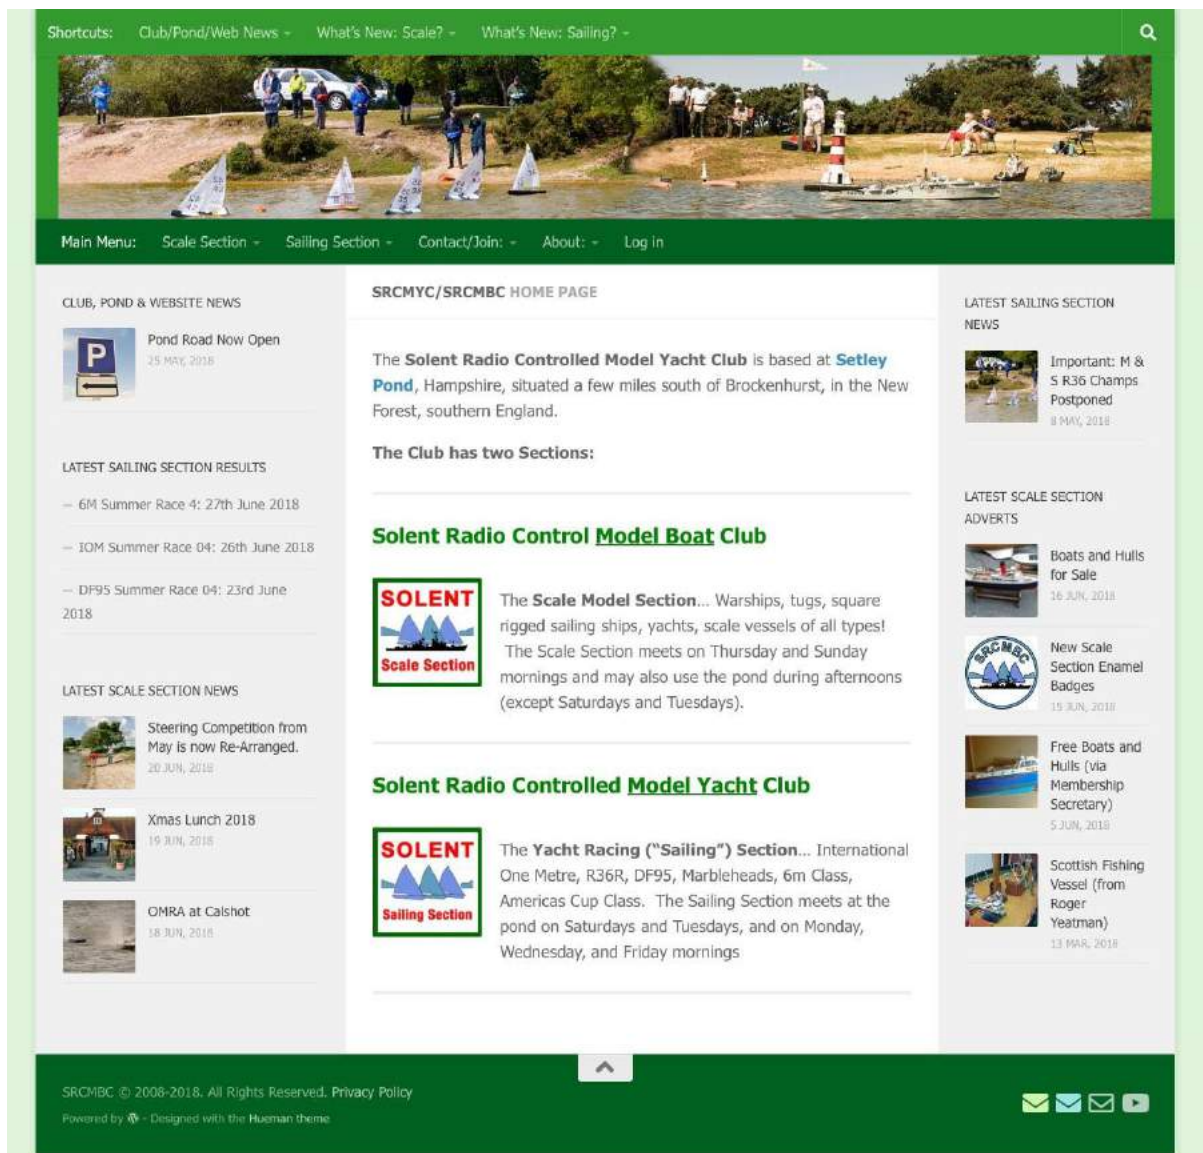 Shortcuts: Club/Pond/Web News What's New: Scale? What's New: Sailing?
Main Menu: Scale Section Sailing Section Contact/Join: About: Log in
CLUB, POND & WEBSITE NEWS
Pond Road Now Open
25 MAY, 2018
P
LATEST SAILING SECTION RESULTS
— 6M Summer Race 4: 27th June 2018
— IOM Summer Race 04: 26th June 2018
— DF95 Summer Race 04: 23rd June
2018
LATEST SCALE SECTION NEWS
Steering Competition from
May is now Re-Arranged.
20 JUN, 2018
Xmas Lunch 2018
19 JUN, 2018
OMRA at Calshot
18 JUN, 2018
SRCMYC/SRCMBC HOME PAGE
The Solent Radio Controlled Model Yacht Club is based at Setley
Pond, Hampshire, situated a few miles south of Brockenhurst, in the New
Forest, southern England.
The Club has two Sections:
Solent Radio Control Model Boat Club
SOLENT
Scale Section
The Scale Model Section... Warships, tugs, square
rigged sailing ships, yachts, scale vessels of all types!
The Scale Section meets on Thursday and Sunday
mornings and may also use the pond during afternoons
(except Saturdays and Tuesdays).
Solent Radio Controlled Model Yacht Club
SOLENT
Sailing Section
The Yacht Racing ("Sailing") Section... International
One Metre, R36R, DF95, Marbleheads, 6m Class,
Americas Cup Class. The Sailing Section meets at the
pond on Saturdays and Tuesdays, and on Monday,
Wednesday, and Friday mornings
LATEST SAILING SECTION
NEWS
Important: M &
S R36 Champs
Postponed
8 MAY, 2018
LATEST SCALE SECTION
ADVERTS
Boats and Hulls
for Sale
16 JUN, 2018
SRCMBC
New Scale
Section Enamel
Badges
15 JUN, 2018
Free Boats and
Hulls (via
Membership
Secretary)
5 JUN, 2018
Scottish Fishing
Vessel (from
Roger
Yeatman)
13 MAR, 2018
SRCMBC © 2008-2018. All Rights Reserved. Privacy Policy
Powered by - Designed with the Hueman theme